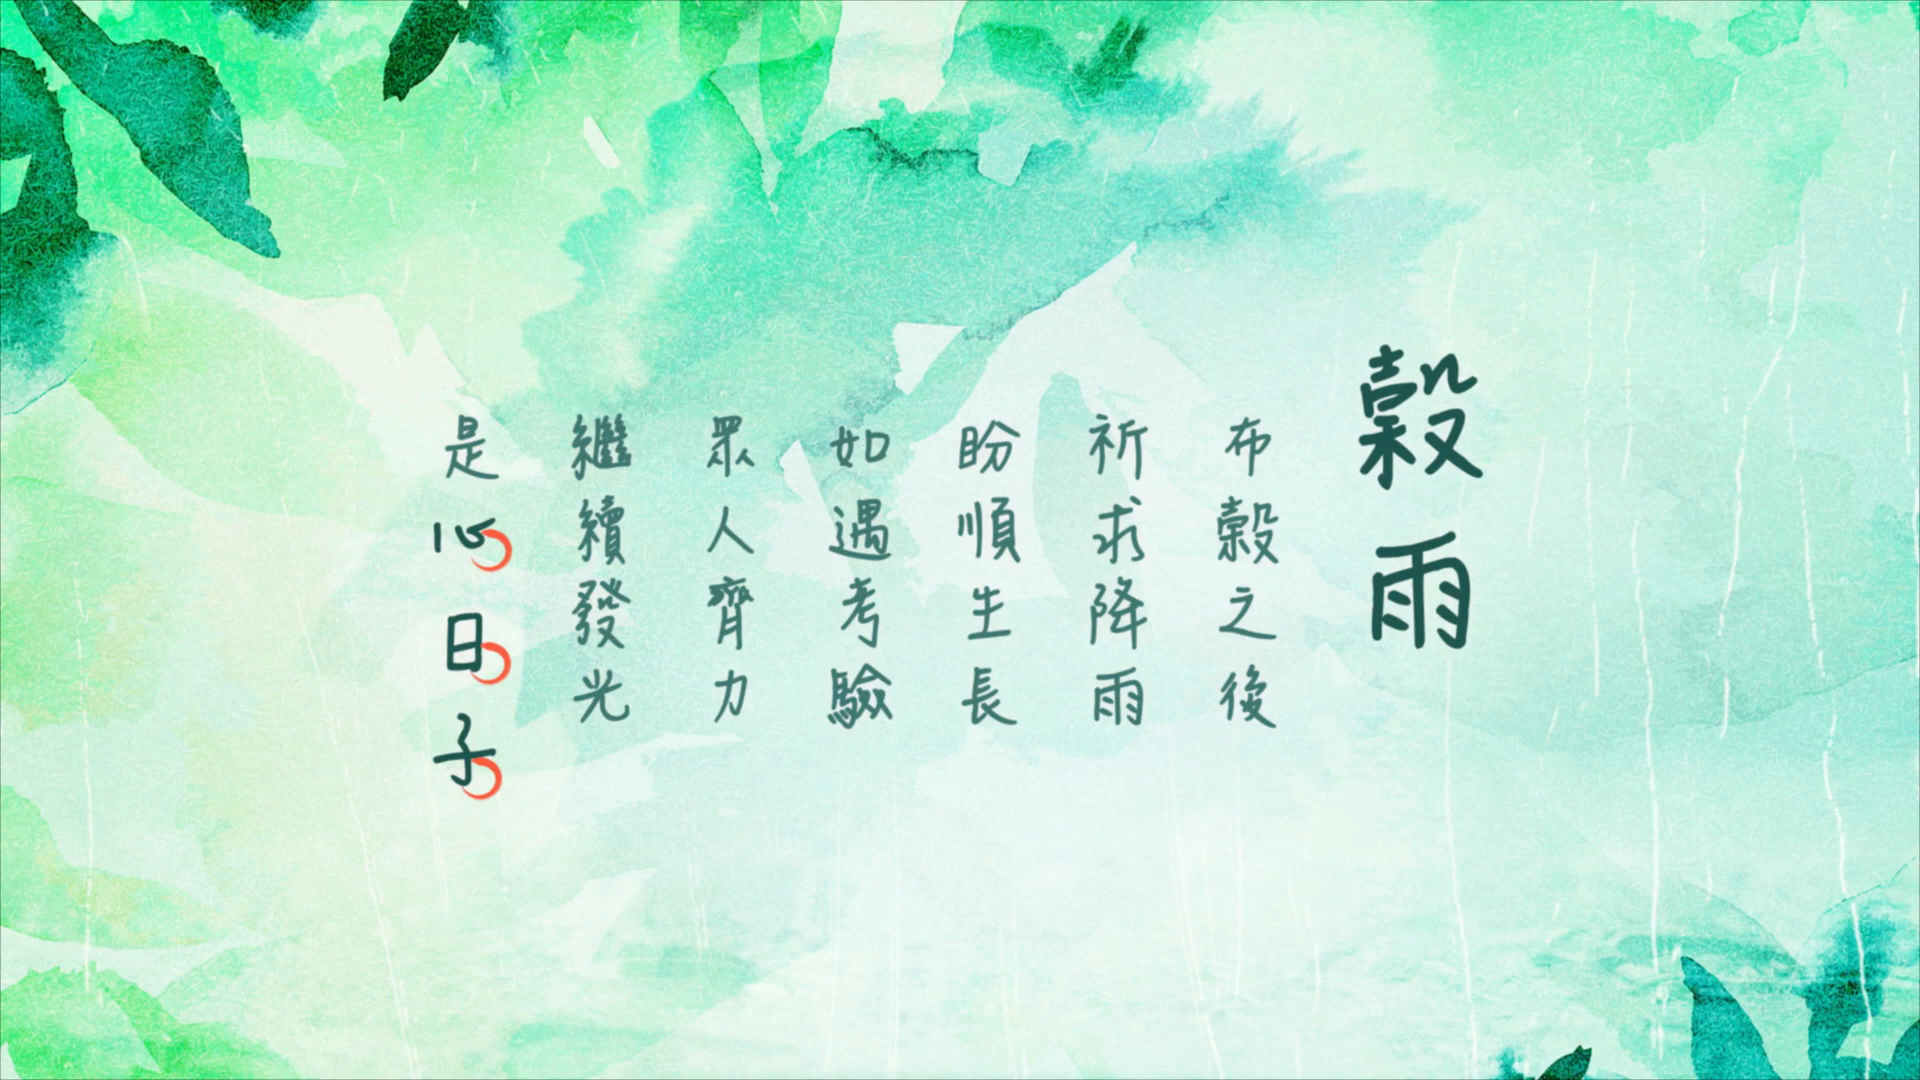 穀雨
布穀之後
祈求降雨
盼順生長
如遇考驗
眾人齊力
繼續發光
是心日子